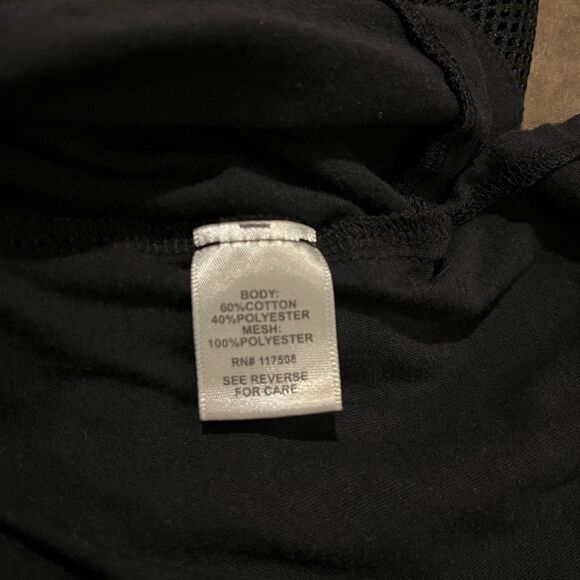 BODY:
60%COTTON
40%POLYESTER
MESH:
100%POLYESTER
RN# 117508
SEE REVERSE
FOR CARE